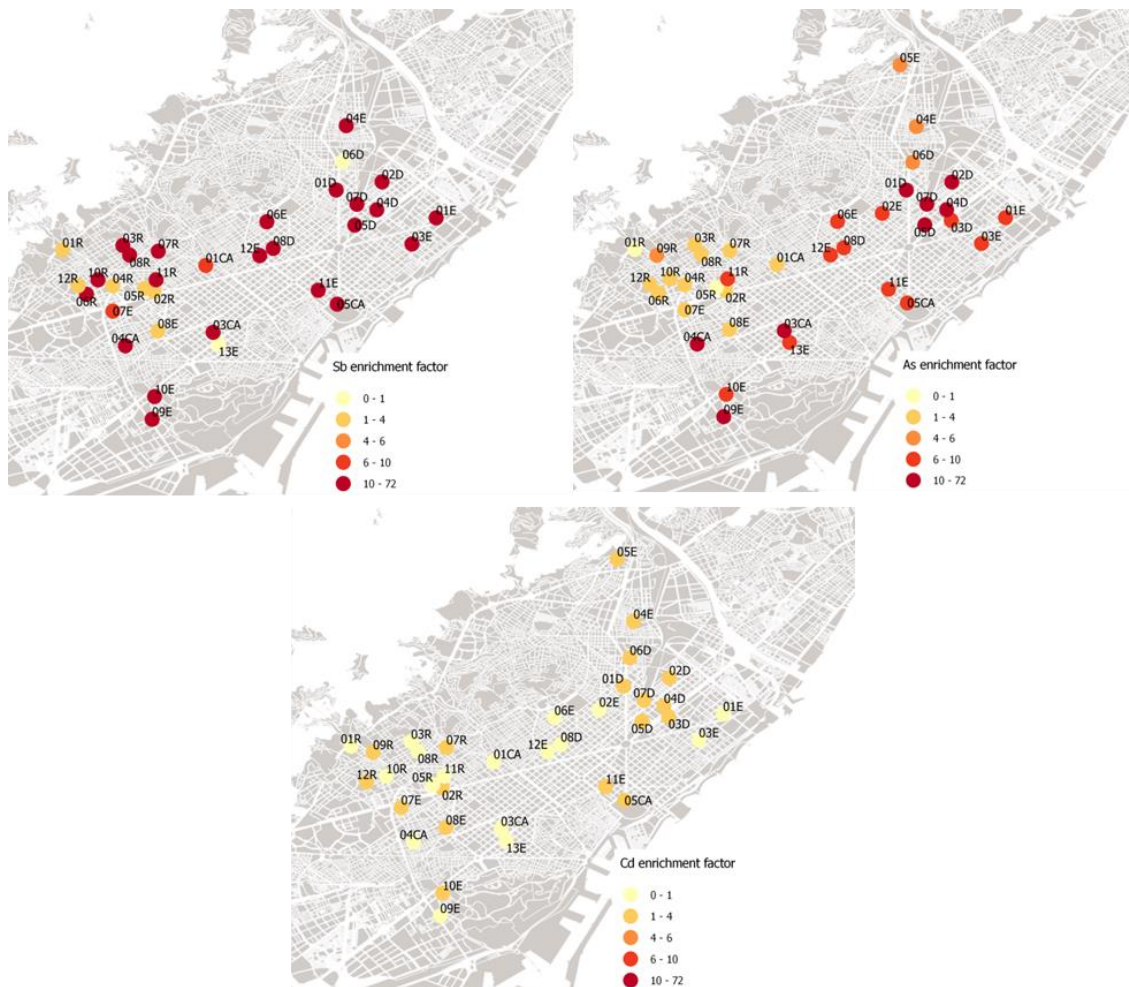 04E
06D
02D
01D
07D
04D
05D
01E
03E
06E
12E
08D
01R
03R
07R
08R
01CA
12R
10R
04R
11R
05R
02R
06R
07E
11E
05CA
08E
03CA
13E
04CA
10E
09E
Sb enrichment factor
0 - 1
1 - 4
4 - 6
6 - 10
10 - 72
05E
04E
06D
02D
01D
07D
04D
02E
03D
05D
01E
03E
06E
12E
08D
01R
09R
03R
07R
08R
01CA
12R
10R
04R
11R
05R
02R
06R
07E
11E
05CA
08E
03CA
13E
04CA
10E
09E
As enrichment factor
0 - 1
1 - 4
4 - 6
6 - 10
10 - 72
05E
04E
06D
02D
01D
07D
04D
02E
03D
05D
01E
03E
06E
12E
08D
01R
09R
03R
07R
08R
01CA
12R
10R
11R
05R
02R
07E
11E
05CA
08E
03CA
13E
04CA
10E
09E
Cd enrichment factor
0 - 1
1 - 4
4 - 6
6 - 10
10 - 72